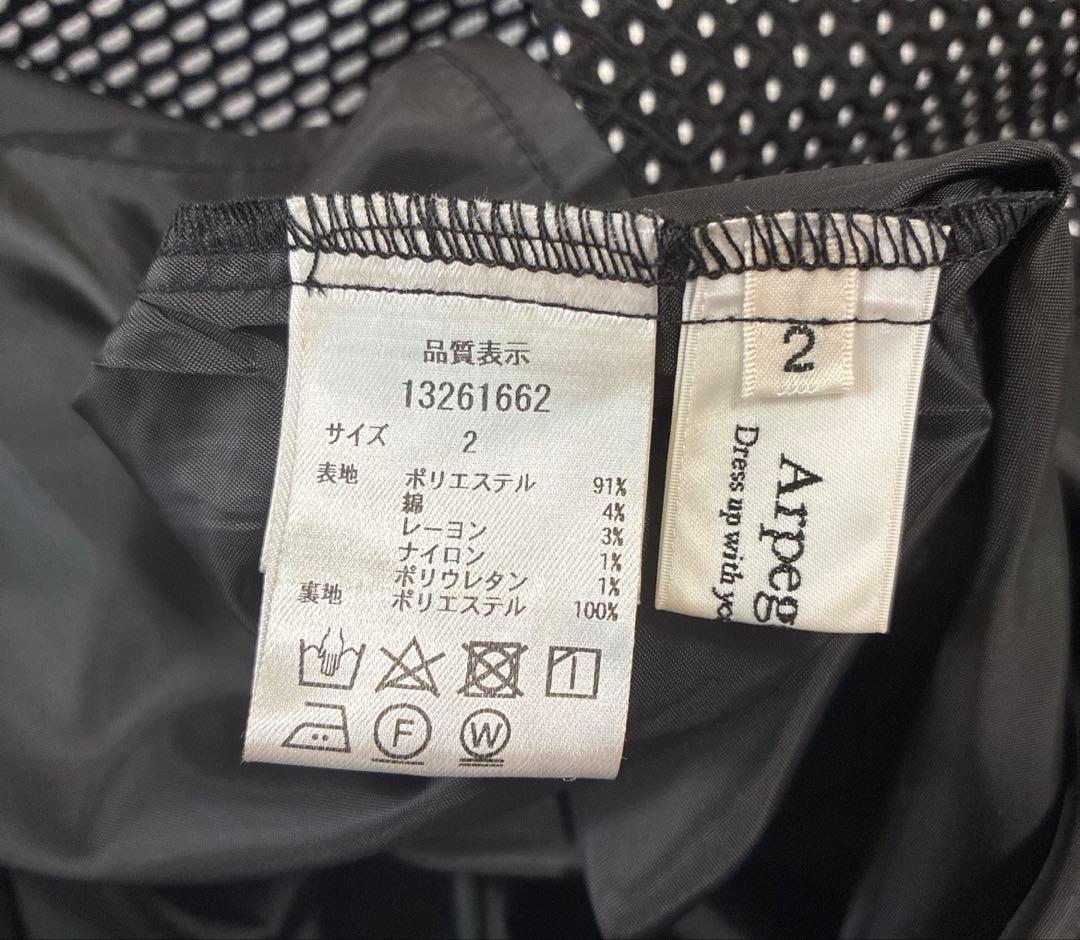 品質表示
13261662
サイズ 2
表地 ポリエステル 91%
綿 4%
レーヨン 3%
ナイロン 1%
ポリウレタン 1%
裏地 ポリエステル 100%
F
W
2
Arpeg
Dress up with yo